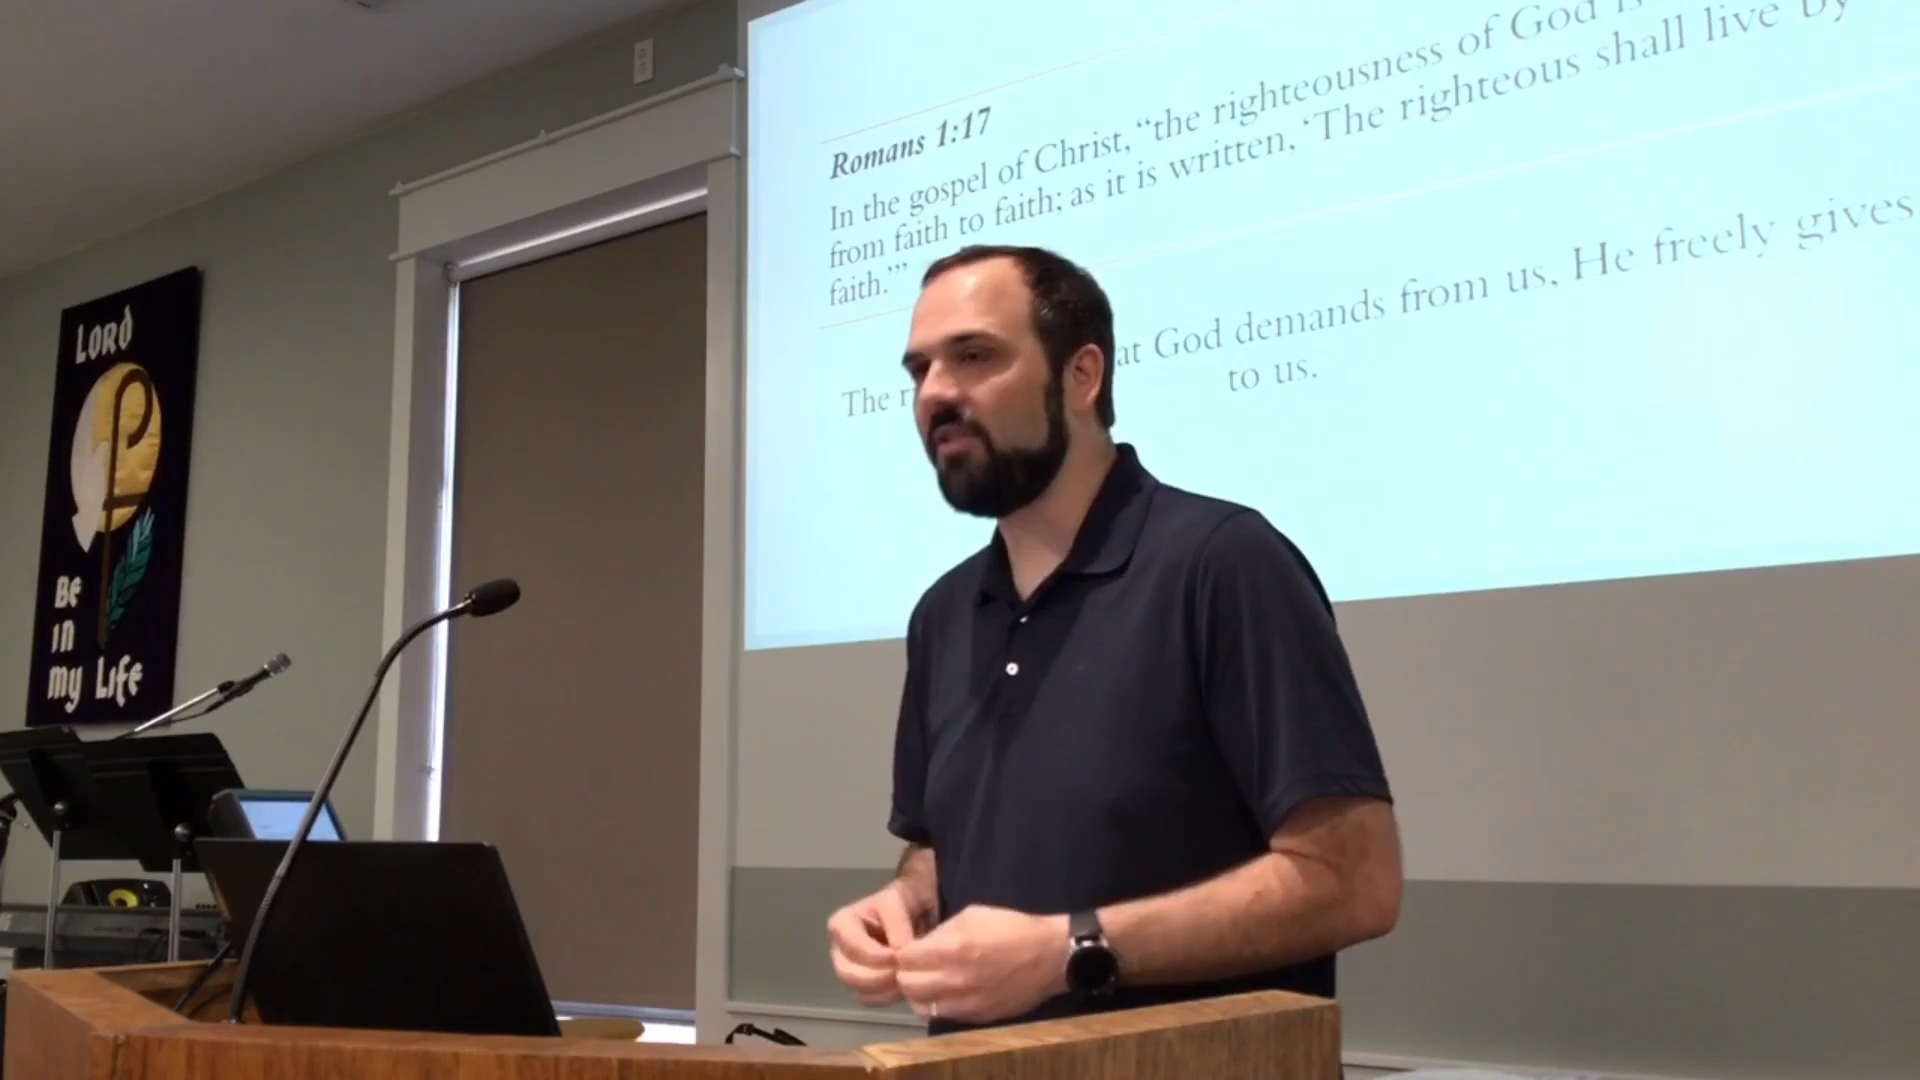 LORD
BE
IN
my LiFE
Romans 1:17
In the gospel of Christ, “the righteousness of God is
from faith to faith; as it is written, ‘The righteous shall live by
faith.’”
The at God demands from us, He freely gives
to us.